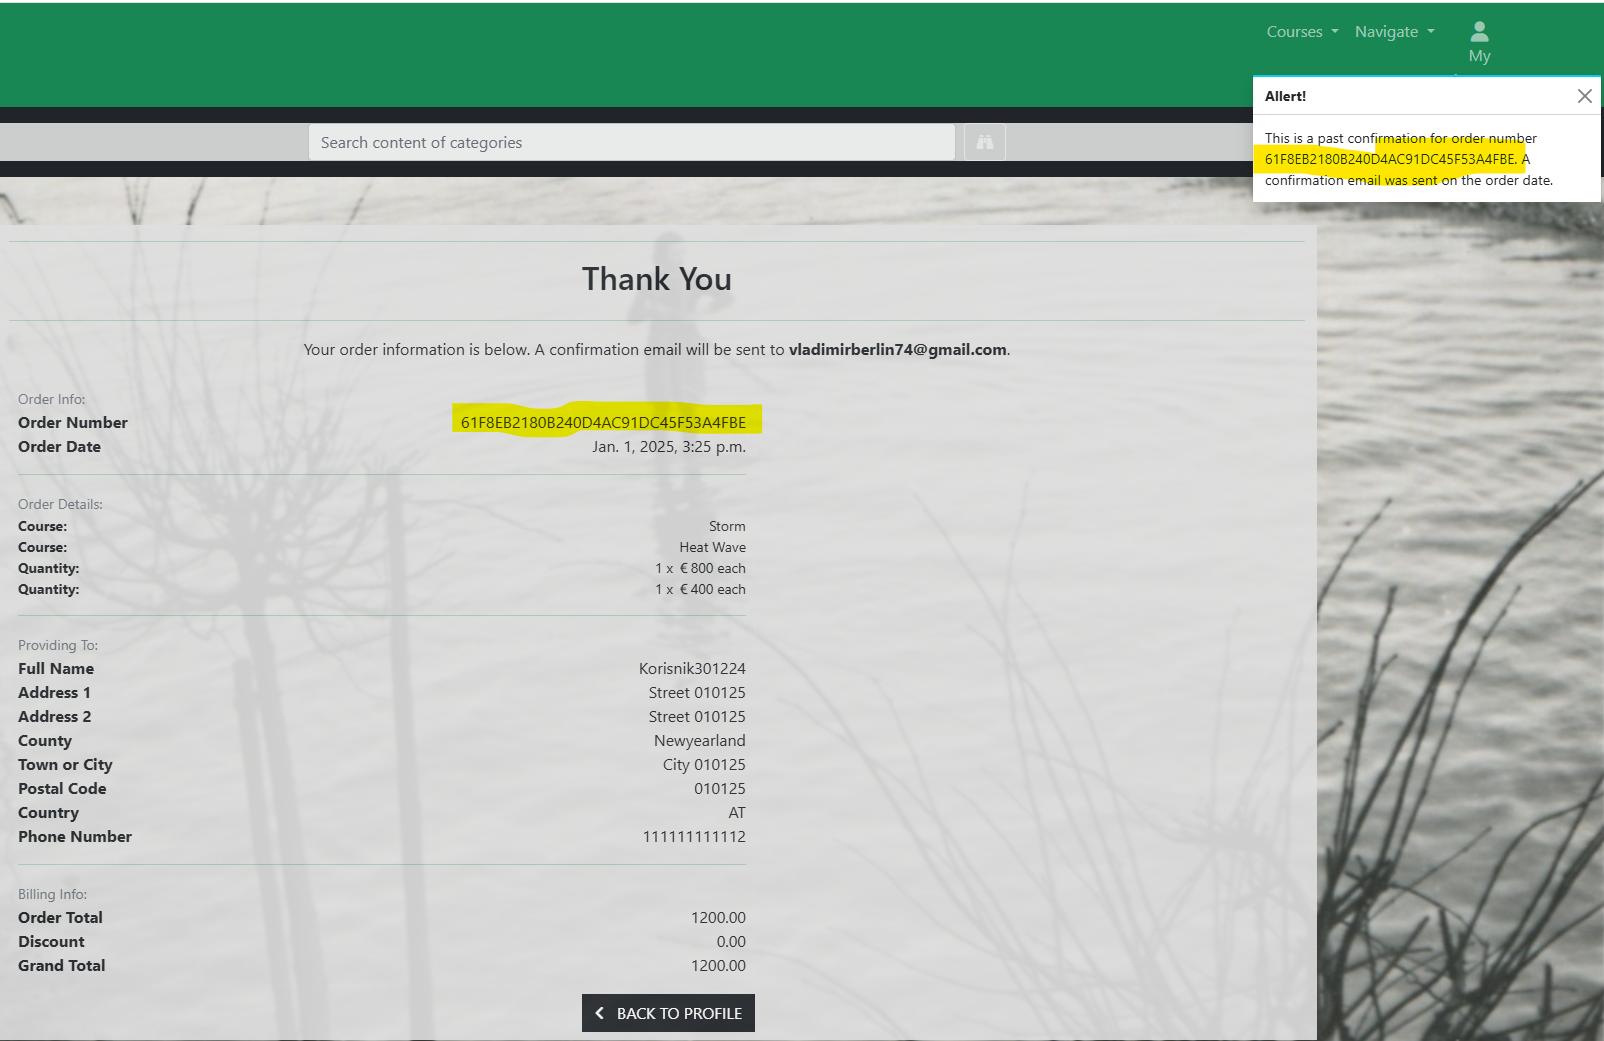 Courses
Navigate
My
Allert!
This is a past confirmation for order number
61F8EB2180B240D4AC91DC45F53A4FBE. A
confirmation email was sent on the order date.
Search content of categories
Thank You
Your order information is below. A confirmation email will be sent to vladimirberlin74@gmail.com.
Order Info:
Order Number 61F8EB2180B240D4AC91DC45F53A4FBE
Order Date Jan. 1, 2025, 3:25 p.m.
Order Details:
Course: Storm
Course: Heat Wave
Quantity: 1 x € 800 each
Quantity: 1 x € 400 each
Providing To:
Full Name Korisnik301224
Address 1 Street 010125
Address 2 Street 010125
County Newyearland
Town or City City 010125
Postal Code 010125
Country AT
Phone Number 111111111112
Billing Info:
Order Total 1200.00
Discount 0.00
Grand Total 1200.00
BACK TO PROFILE